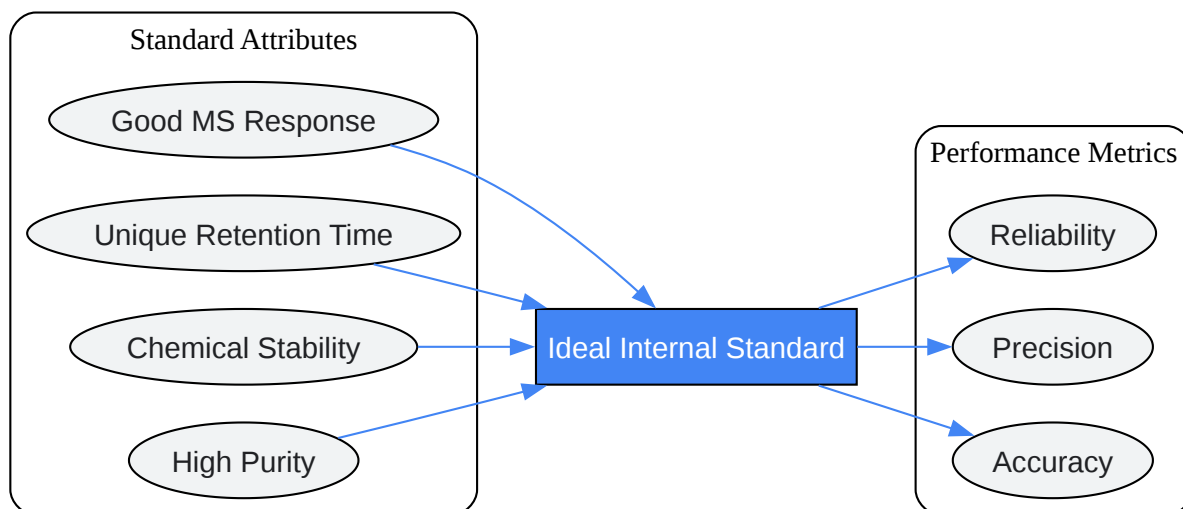 Standard Attributes
Good MS Response
Unique Retention Time
Chemical Stability
High Purity
Ideal Internal Standard
Performance Metrics
Reliability
Precision
Accuracy